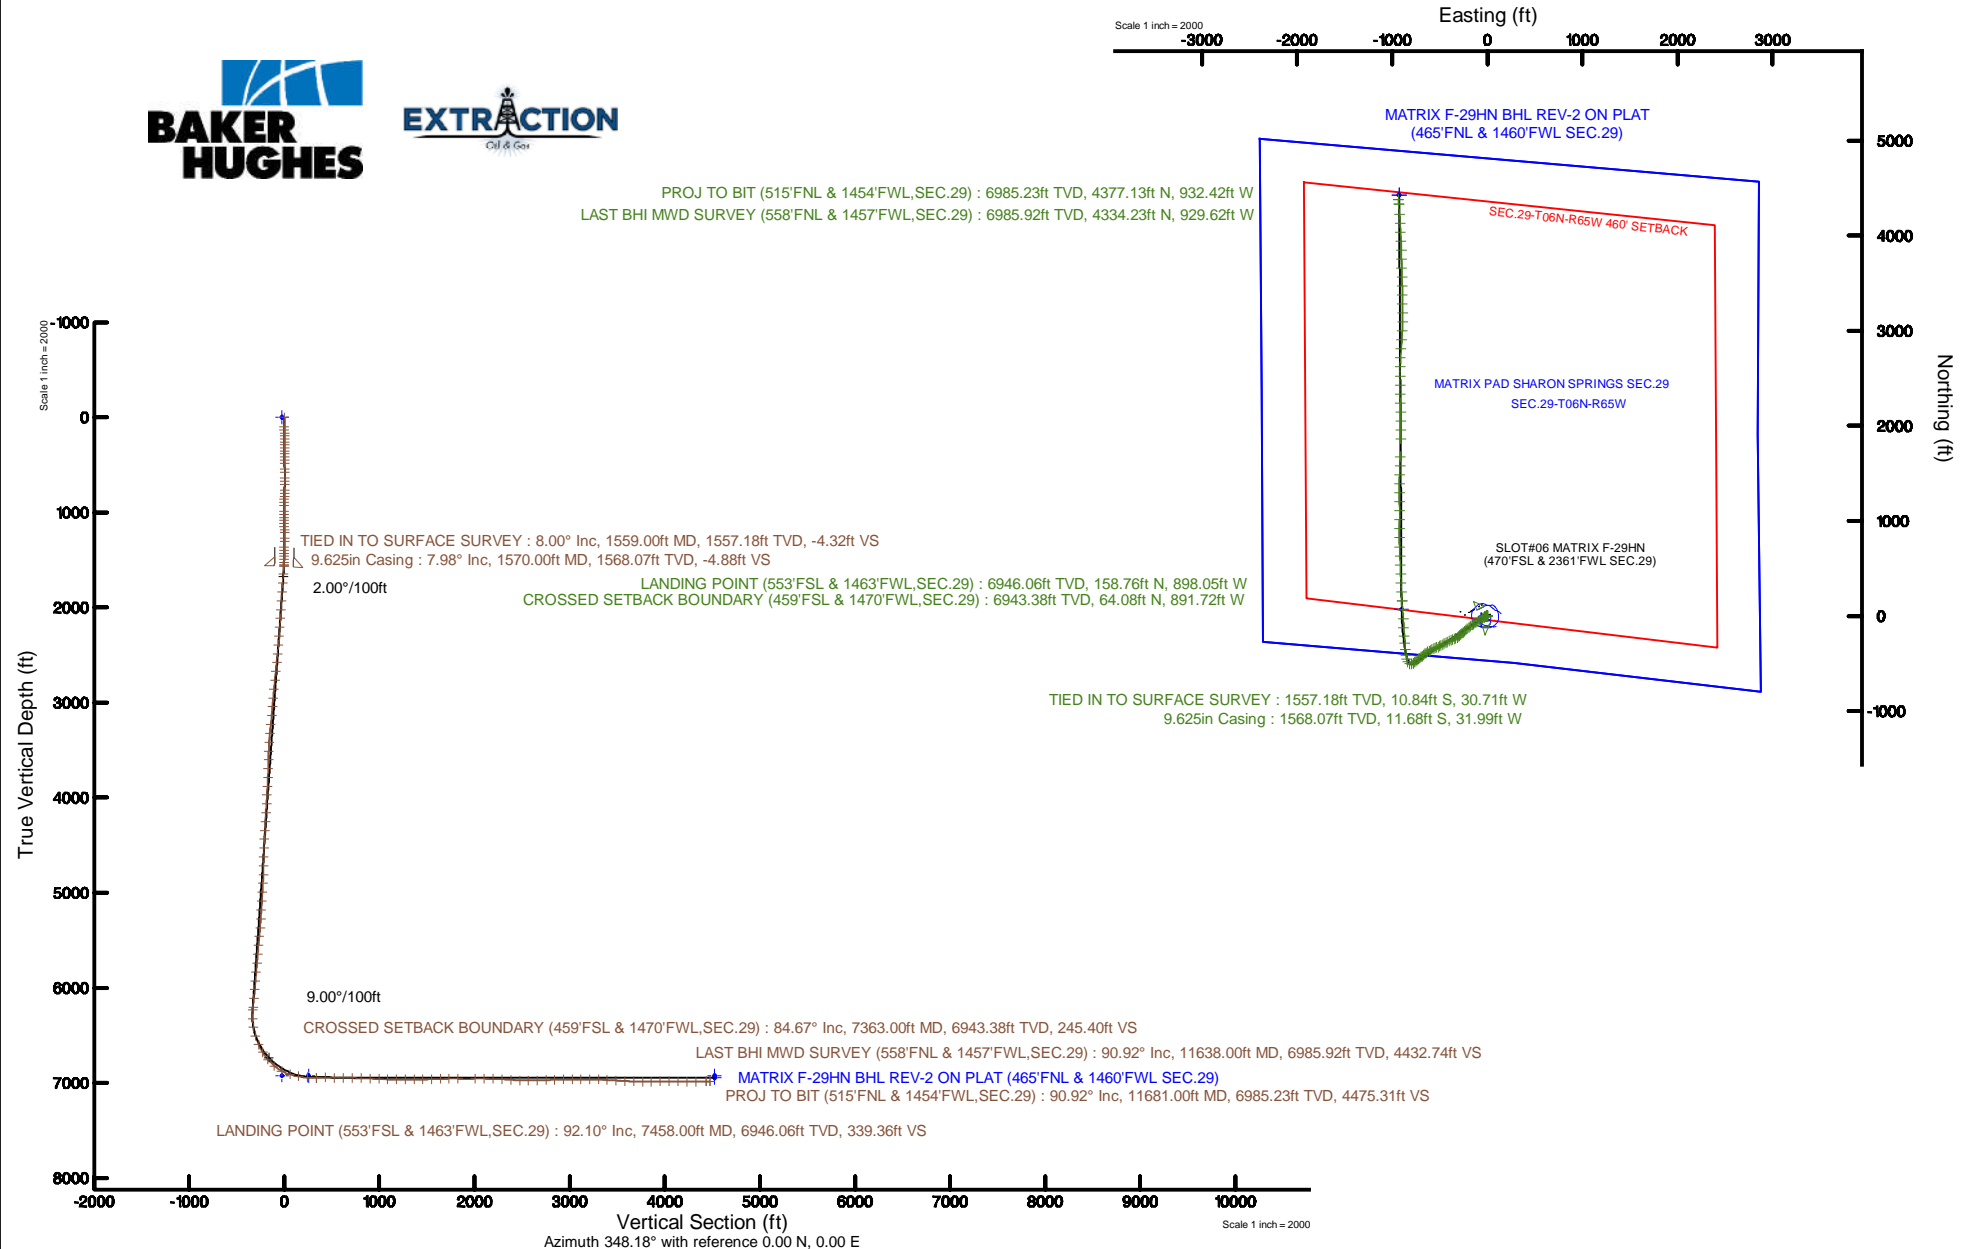 Scale 1 inch = 2000
Easting (ft)
-3000 -2000 -1000 0 1000 2000 3000
BAKER
HUGHES
EXTRACTION
Oil & Gas
MATRIX F-29HN BHL REV-2 ON PLAT
(465'FNL & 1460'FWL SEC.29)
PROJ TO BIT (515'FNL & 1454'FWL,SEC.29) : 6985.23ft TVD, 4377.13ft N, 932.42ft W
LAST BHI MWD SURVEY (558'FNL & 1457'FWL,SEC.29) : 6985.92ft TVD, 4334.23ft N, 929.62ft W
SEC.29-T06N-R65W 460' SETBACK
MATRIX PAD SHARON SPRINGS SEC.29
SEC.29-T06N-R65W
SLOT#06 MATRIX F-29HN
(470'FSL & 2361'FWL SEC.29)
5000
4000
3000
2000
1000
0
-1000
Northing (ft)
LANDING POINT (553'FSL & 1463'FWL,SEC.29) : 6946.06ft TVD, 158.76ft N, 898.05ft W
CROSSED SETBACK BOUNDARY (459'FSL & 1470'FWL,SEC.29) : 6943.38ft TVD, 64.08ft N, 891.72ft W
TIED IN TO SURFACE SURVEY : 1557.18ft TVD, 10.84ft S, 30.71ft W
9.625in Casing : 1568.07ft TVD, 11.68ft S, 31.99ft W
Scale 1 inch = 2000
-1000
0
1000
2000
3000
4000
5000
6000
7000
8000
True Vertical Depth (ft)
TIED IN TO SURFACE SURVEY : 8.00° Inc, 1559.00ft MD, 1557.18ft TVD, -4.32ft VS
9.625in Casing : 7.98° Inc, 1570.00ft MD, 1568.07ft TVD, -4.88ft VS
2.00°/100ft
9.00°/100ft
CROSSED SETBACK BOUNDARY (459'FSL & 1470'FWL,SEC.29) : 84.67° Inc, 7363.00ft MD, 6943.38ft TVD, 245.40ft VS
LAST BHI MWD SURVEY (558'FNL & 1457'FWL,SEC.29) : 90.92° Inc, 11638.00ft MD, 6985.92ft TVD, 4432.74ft VS
MATRIX F-29HN BHL REV-2 ON PLAT (465'FNL & 1460'FWL SEC.29)
PROJ TO BIT (515'FNL & 1454'FWL,SEC.29) : 90.92° Inc, 11681.00ft MD, 6985.23ft TVD, 4475.31ft VS
LANDING POINT (553'FSL & 1463'FWL,SEC.29) : 92.10° Inc, 7458.00ft MD, 6946.06ft TVD, 339.36ft VS
-2000 -1000 0 1000 2000 3000 4000 5000 6000 7000 8000 9000 10000
Vertical Section (ft)
Scale 1 inch = 2000
Azimuth 348.18° with reference 0.00 N, 0.00 E